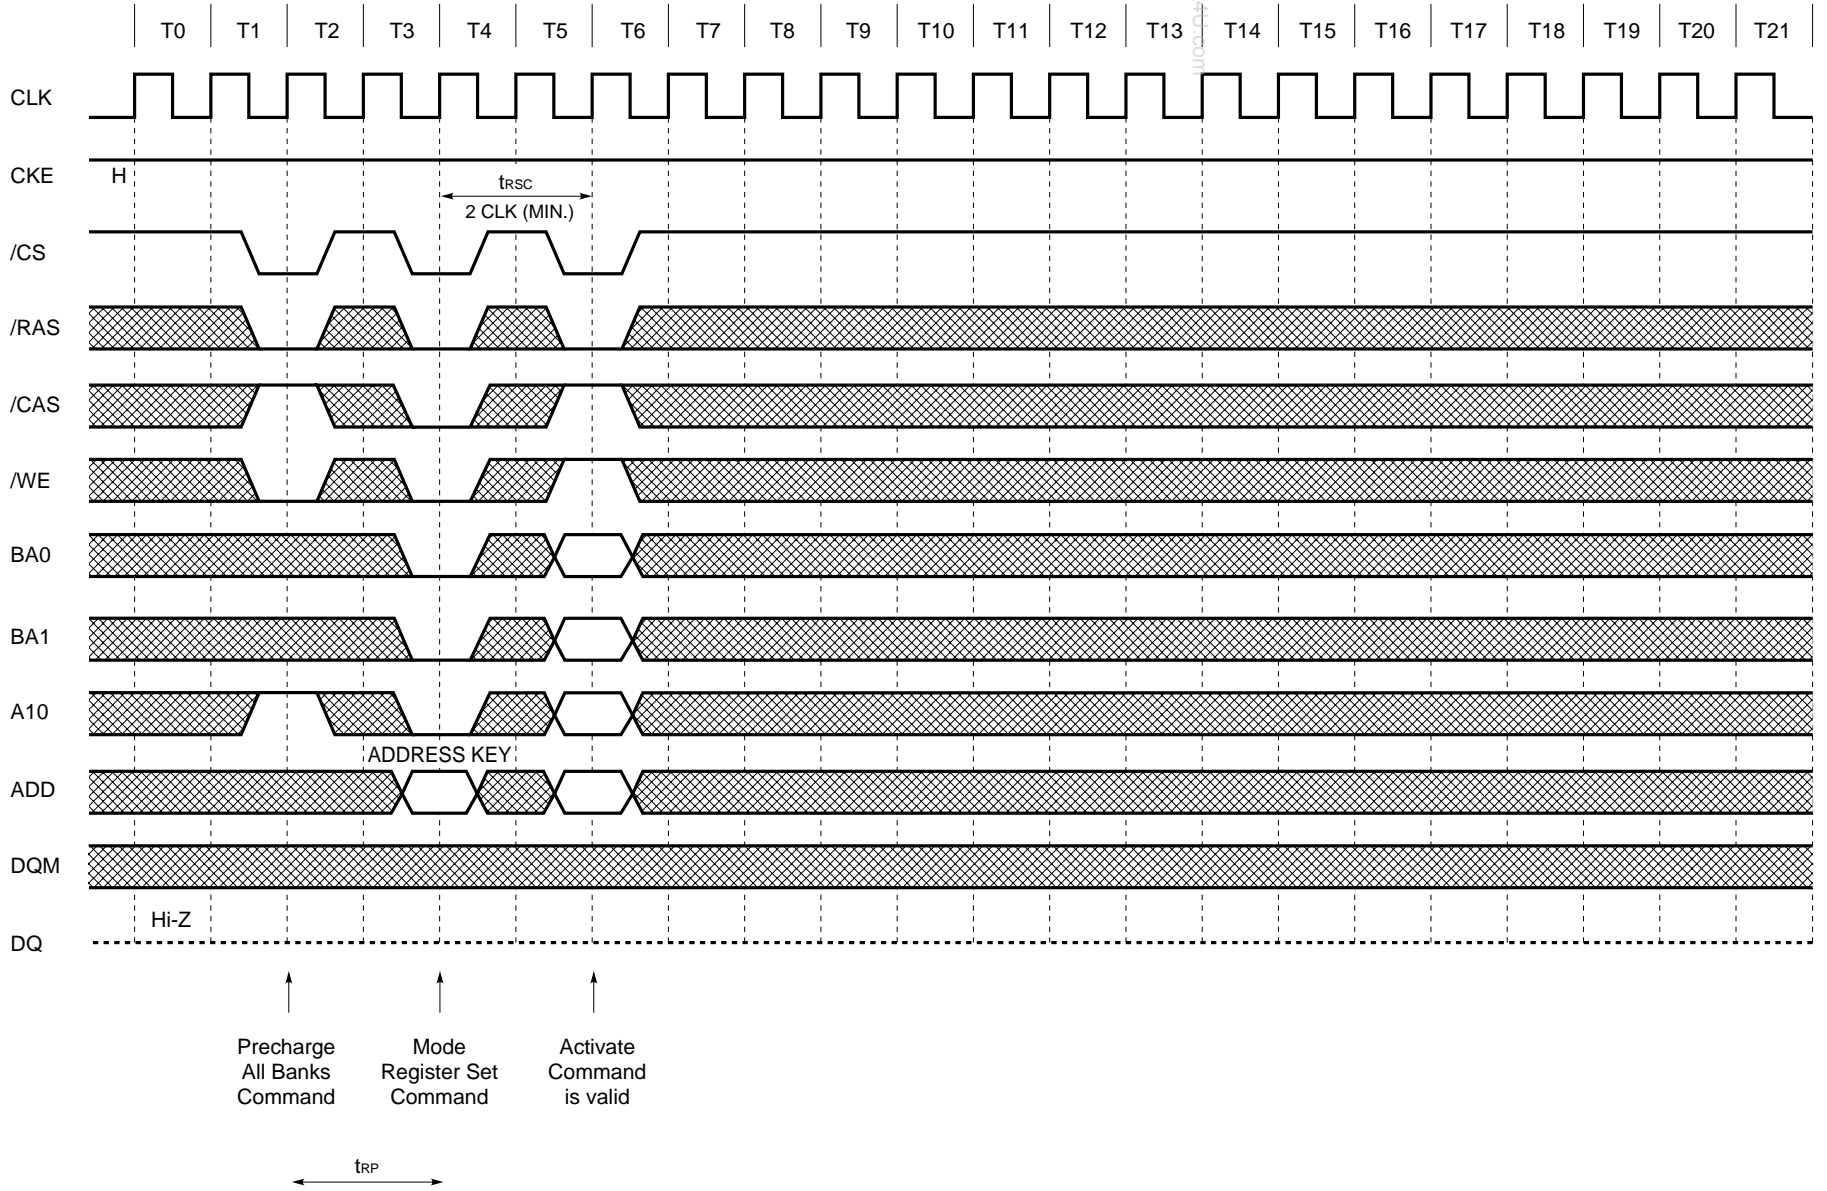 T0 T1 T2 T3 T4 T5 T6 T7 T8 T9 T10 T11 T12 T13 T14 T15 T16 T17 T18 T19 T20 T21
4U.com
CLK
CKE H
tRSC
2 CLK (MIN.)
/CS
/RAS
/CAS
/WE
BA0
BA1
A10
ADDRESS KEY
ADD
DQM
Hi-Z
DQ
Precharge
All Banks
Command
Mode
Register Set
Command
Activate
Command
is valid
tRP